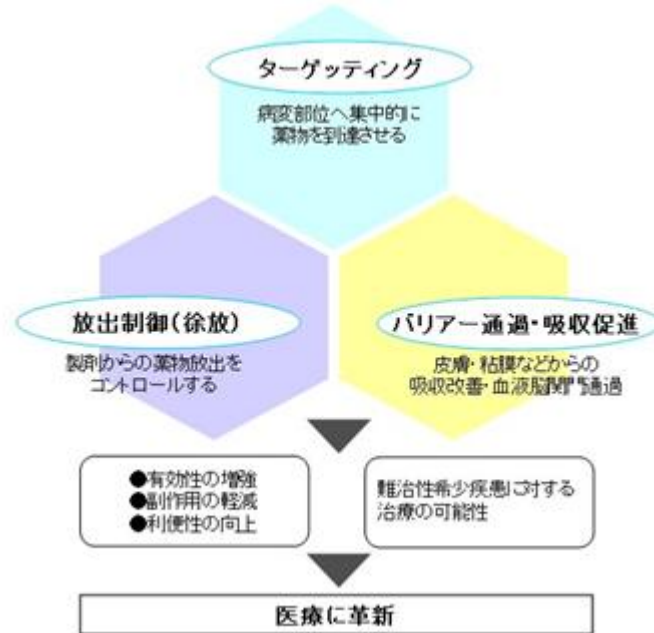 ターゲッティング
病変部位へ集中的に
薬物を到達させる
放出制御(徐放)
製剤からの薬物放出を
コントロールする
バリアー通過・吸収促進
皮膚・粘膜などからの
吸収改善・血液脳関門通過
●有効性の増強
●副作用の軽減
●利便性の向上
難治性希少疾患に対する
治療の可能性
医療に革新